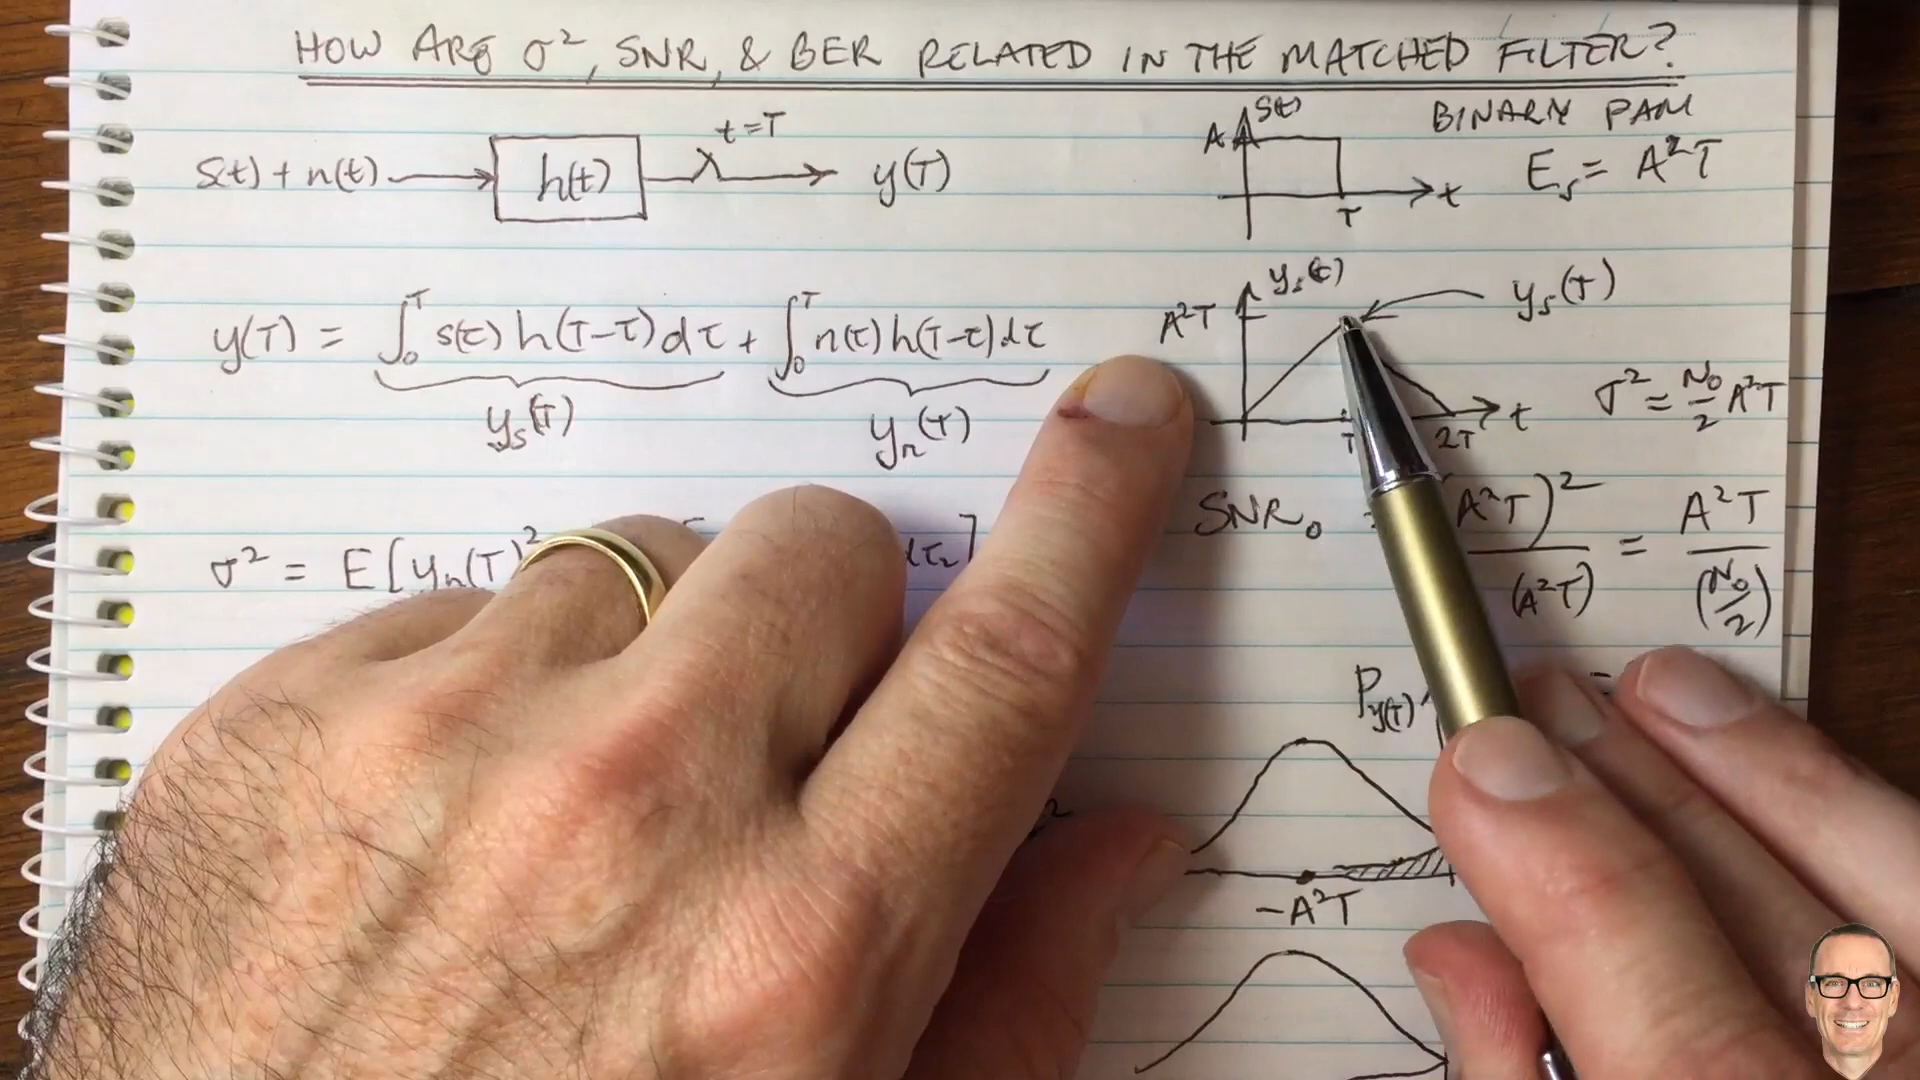 HOW ARE σ², SNR, & BER RELATED IN THE MATCHED FILTER?
s(t) + n(t) h(t) t=T y(T)
A s(t) T t
BINARY PAM
E_s = A²T
y(T) = ∫₀ᵀ s(τ) h(T-τ) dτ + ∫₀ᵀ n(τ) h(T-τ) dτ
y_s(T) y_n(T)
A²T y_s(t) y_s(T)
T 2T t
σ² = N₀/2 A²T
σ² = E[y_n(T)² dτ₂]
SNR₀ = (A²T)² / (A²T) = A²T / (N₀/2)
P_y(T)
-A²T